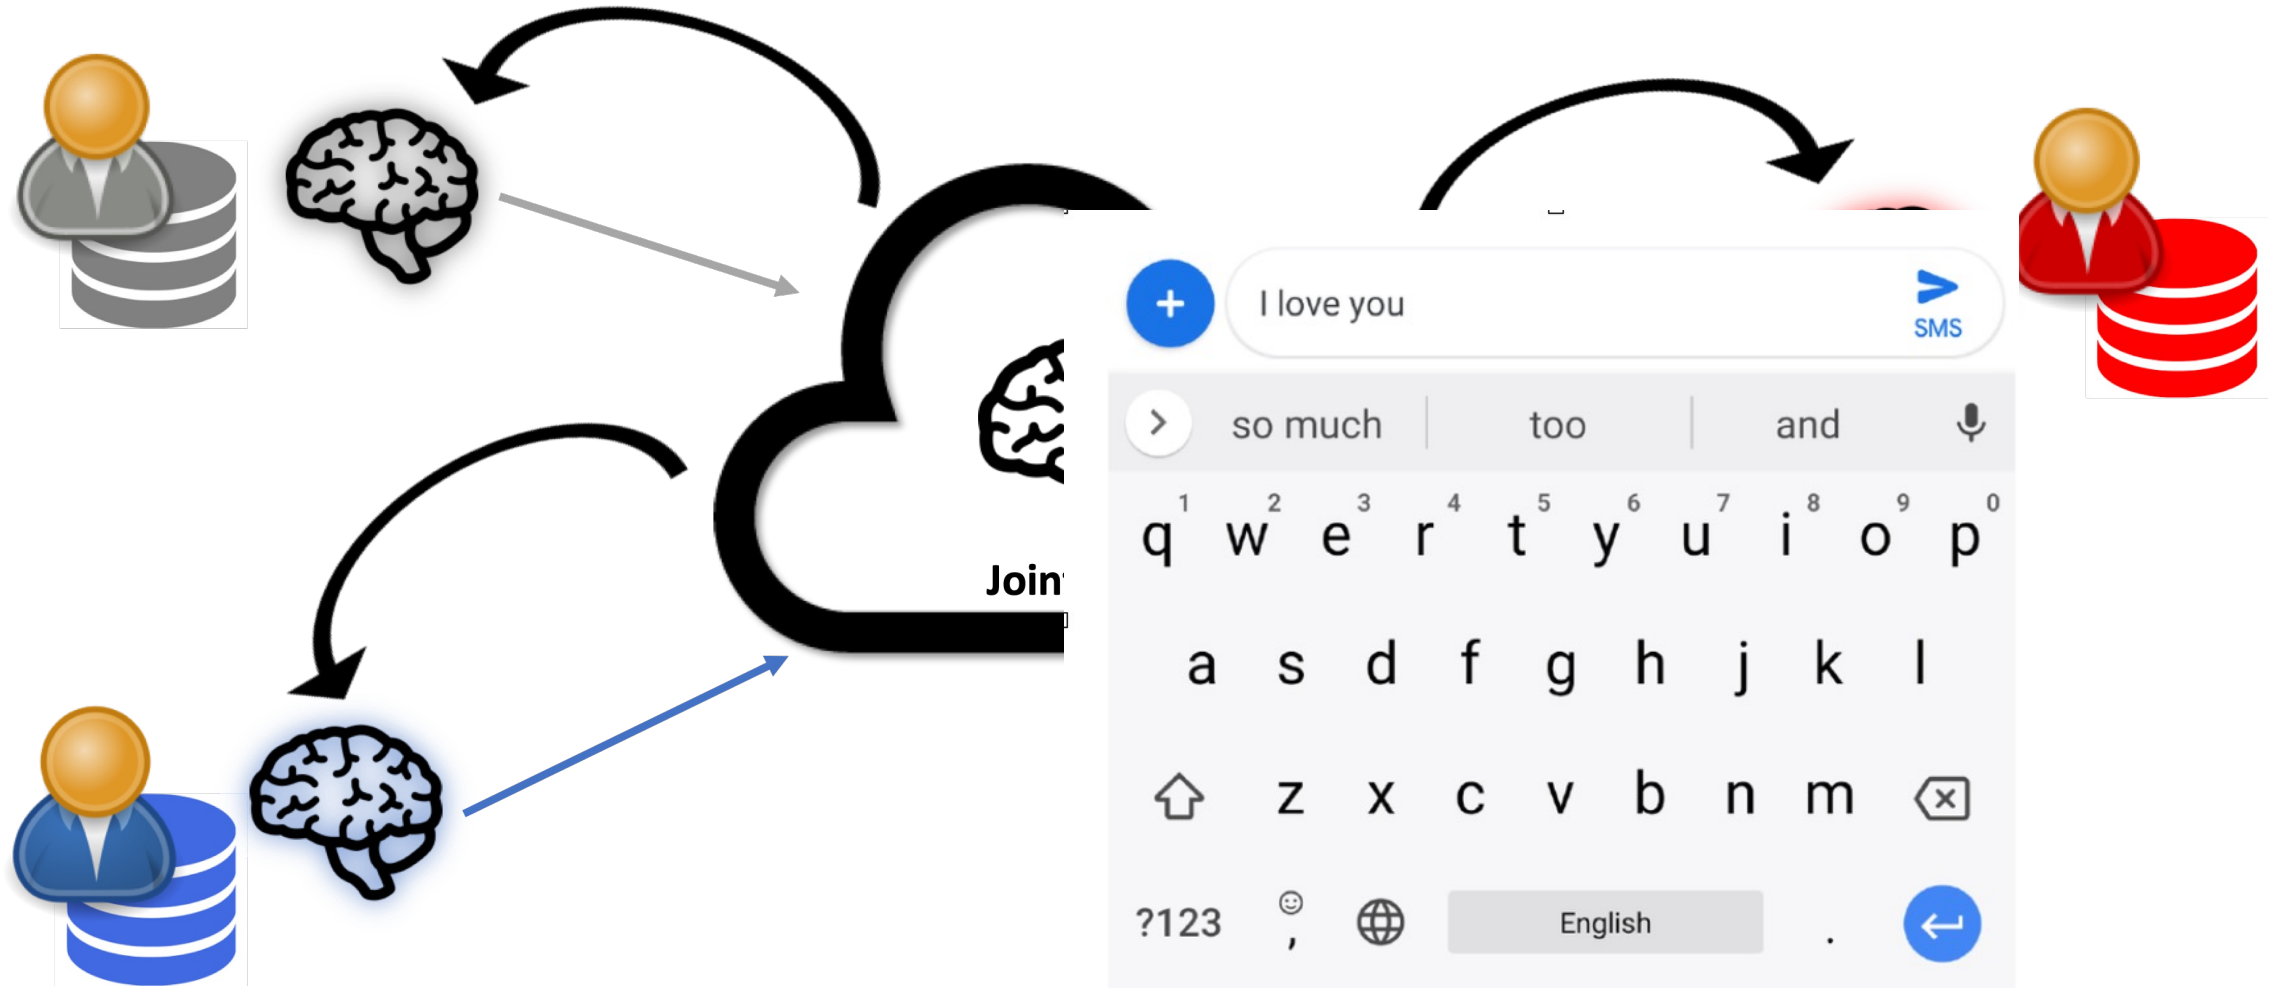 I love you
SMS
so much too and
1 2 3 4 5 6 7 8 9 0
q w e r t y u i o p
a s d f g h j k l
Join
z x c v b n m
?123 , English .